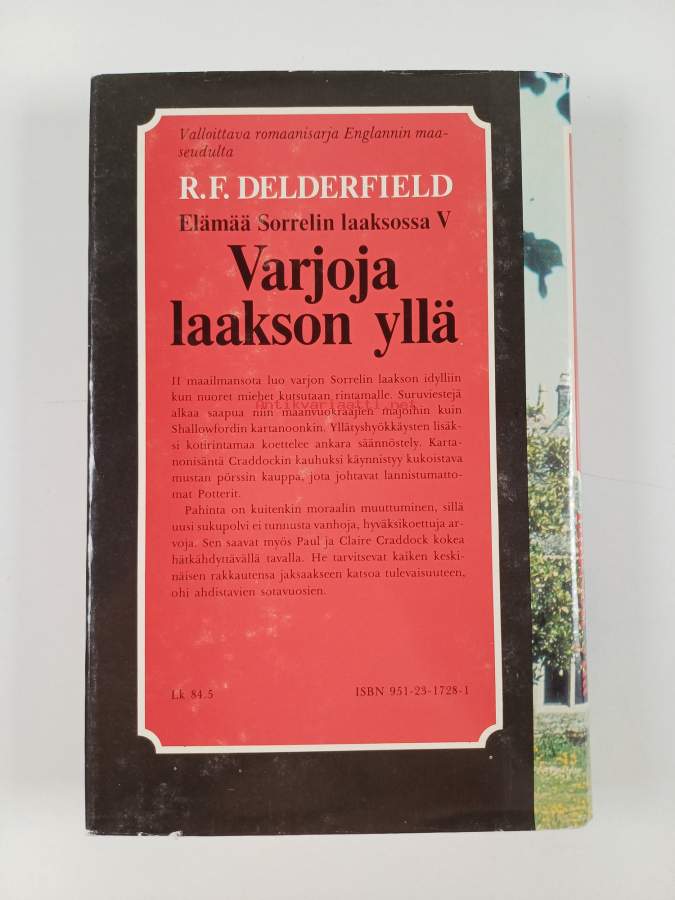 Valloittava romaanisarja Englannin maa-
seudulta
R.F. DELDERFIELD
Elämää Sorrelin laaksossa V
Varjoja
laakson yllä
II maailmansota luo varjon Sorrelin laakson idylliin
kun nuoret miehet kutsutaan rintamalle. Suruviestejä
Antikvariaatti.net
alkaa saapua niin maanvuokraajien majoihin kuin
Shallowfordin kartanoonkin. Yllätyshyökkäysten lisäk-
si kotirintamaa koettelee ankara säännöstely. Karta-
nonisäntä Craddockin kauhuksi käynnistyy kukoistava
mustan pörssin kauppa, jota johtavat lannistumatto-
mat Potterit.
Pahinta on kuitenkin moraalin muuttuminen, sillä
uusi sukupolvi ei tunnusta vanhoja, hyväksikoettuja ar-
voja. Sen saavat myös Paul ja Claire Craddock kokea
hätkähdyttävällä tavalla. He tarvitsevat kaiken keski-
näisen rakkautensa jaksaakseen katsoa tulevaisuuteen,
ohi ahdistavien sotavuosien.
Lk 84.5
ISBN 951-23-1728-1